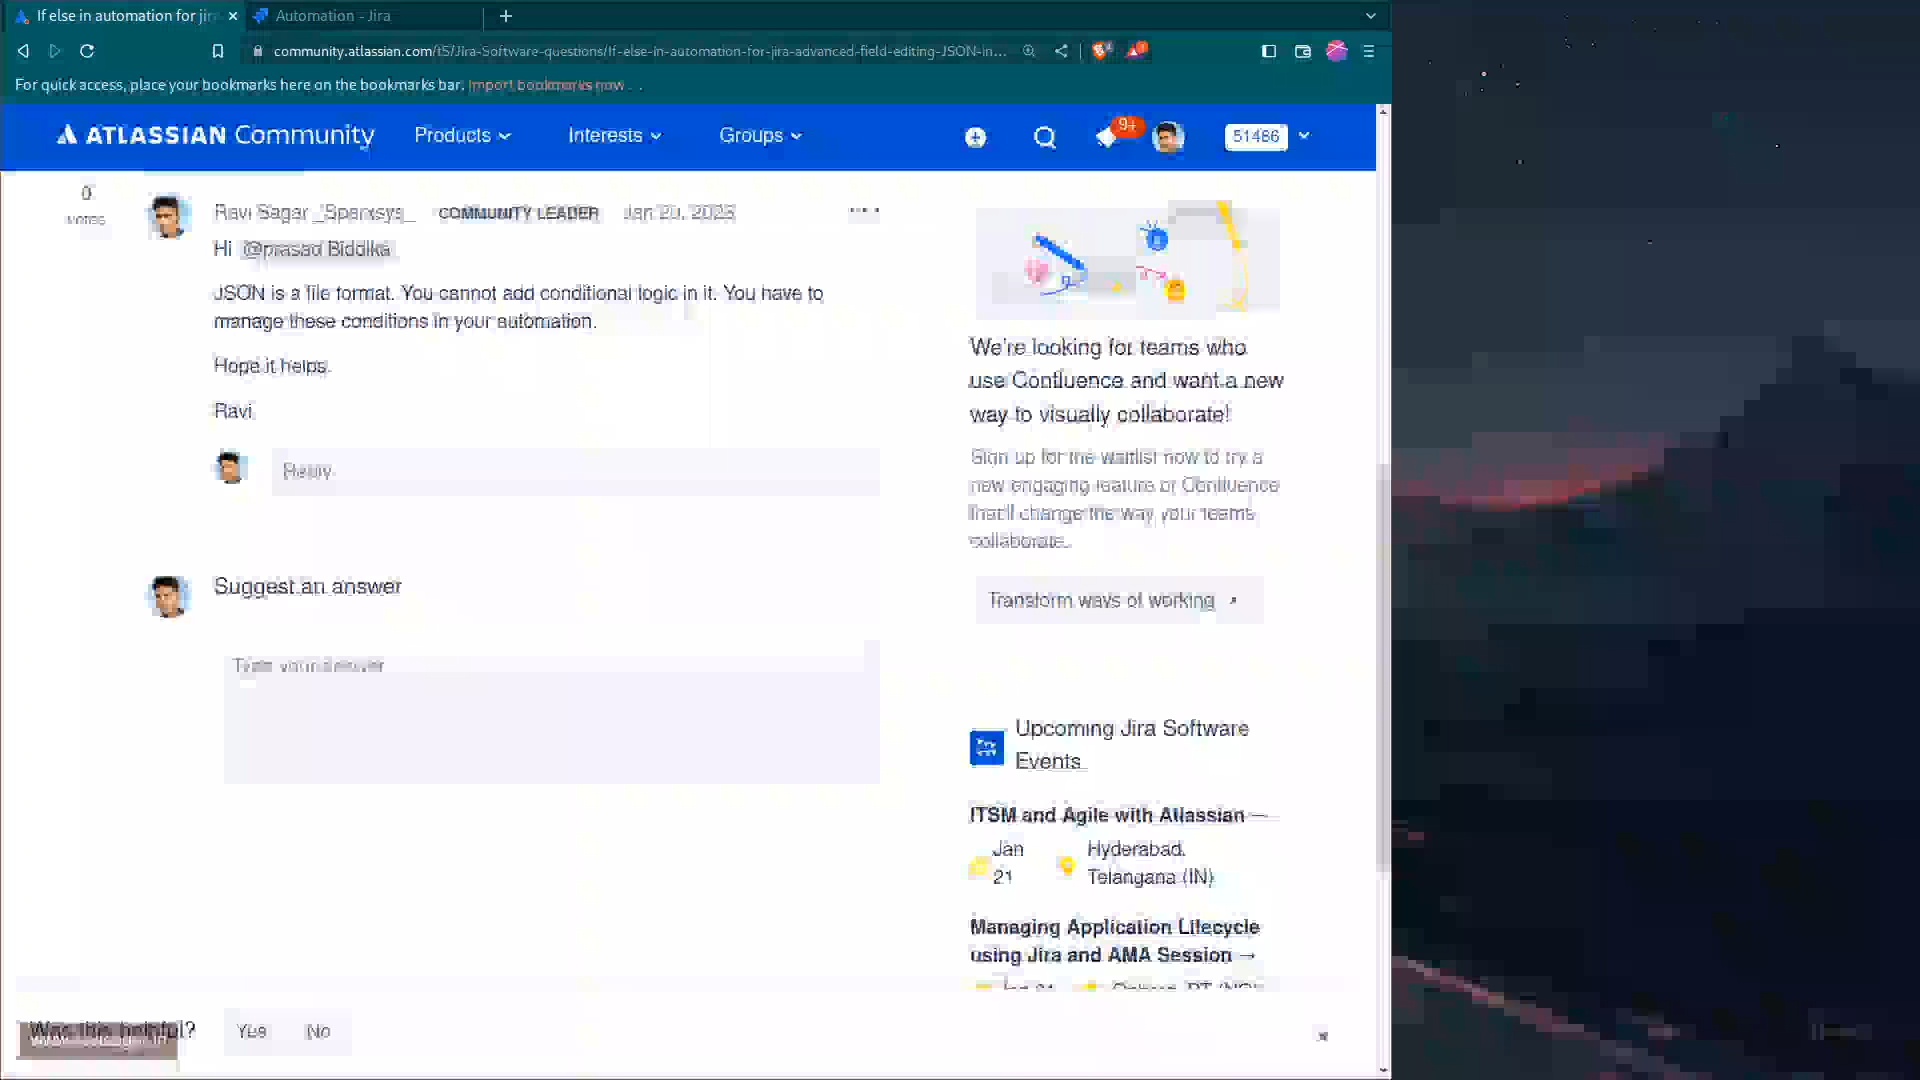 If else in automation for jir
Automation - Jira
community.atlassian.com/t5/Jira-Software-questions/If-else-in-automation-for-jira-advanced-field-editing-JSON-in...
For quick access, place your bookmarks here on the bookmarks bar. Import bookmarks now...
ATLASSIAN Community
Products
Interests
Groups
9+
51486
0
VOTES
Ravi Sagar _Sparxsys_ COMMUNITY LEADER Jan 20, 2023
Hi @prasad Biddika
JSON is a file format. You cannot add conditional logic in it. You have to
manage these conditions in your automation.
Hope it helps.
Ravi
Reply
Suggest an answer
Type your answer
We're looking for teams who
use Confluence and want a new
way to visually collaborate!
Sign up for the waitlist now to try a
new engaging feature of Confluence
that'll change the way your teams
collaborate.
Transform ways of working ↗
Upcoming Jira Software
Events
ITSM and Agile with Atlassian →
Jan
21
Hyderabad,
Telangana (IN)
Managing Application Lifecycle
using Jira and AMA Session →
Was this helpful?
Yes
No